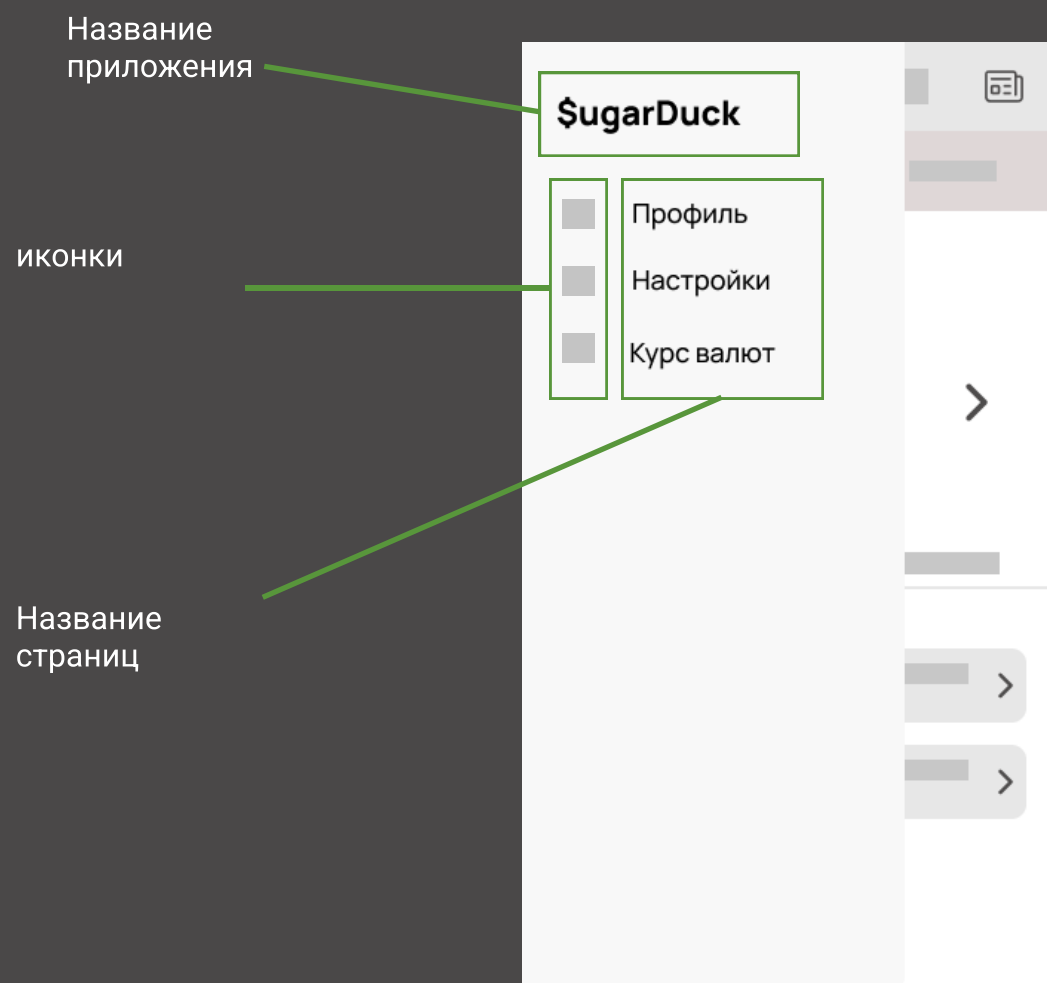 Название
приложения
$ugarDuck
Профиль
иконки
Настройки
Курс валют
Название
страниц